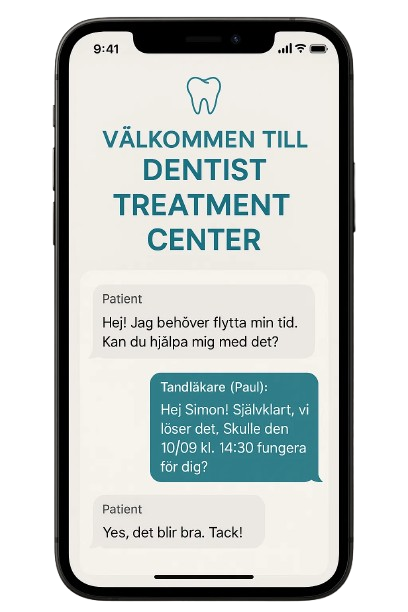 9:41
VÄLKOMMEN TILL
DENTIST
TREATMENT
CENTER
Patient
Hej! Jag behöver flytta min tid.
Kan du hjälpa mig med det?
Tandläkare (Paul):
Hej Simon! Självklart, vi
löser det, Skulle den
10/09 kl. 14:30 fungera
för dig?
Patient
Yes, det blir bra. Tack!